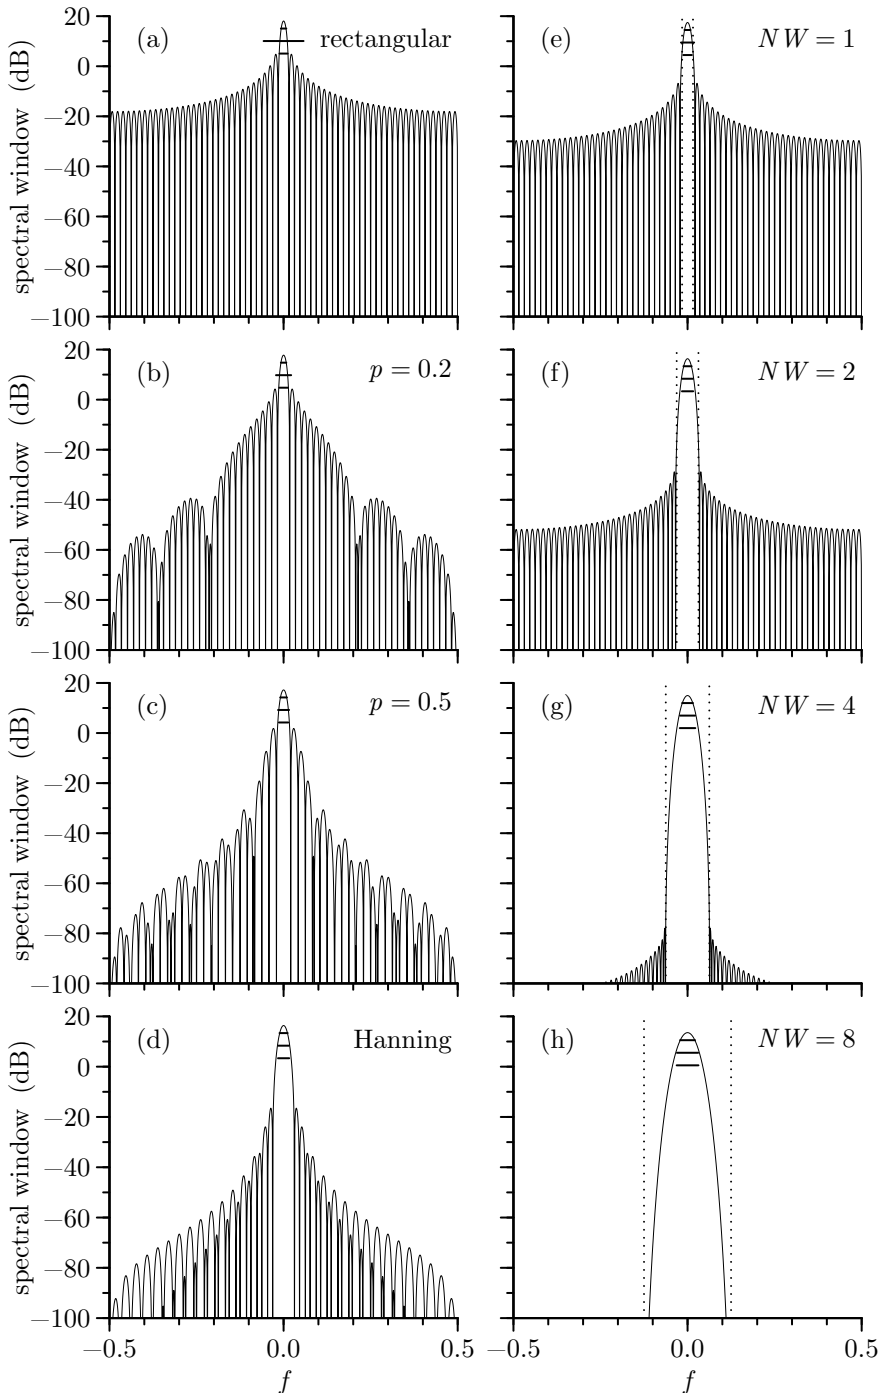 (a) rectangular
20
0
−20
−40
−60
−80
−100
spectral window (dB)
(e) NW = 1
20
0
−20
−40
−60
−80
−100
spectral window (dB)
(b) p = 0.2
(f) NW = 2
20
0
−20
−40
−60
−80
−100
spectral window (dB)
(c) p = 0.5
(g) NW = 4
20
0
−20
−40
−60
−80
−100
spectral window (dB)
(d) Hanning
(h) NW = 8
−0.5 0.0 0.5
f
−0.5 0.0 0.5
f